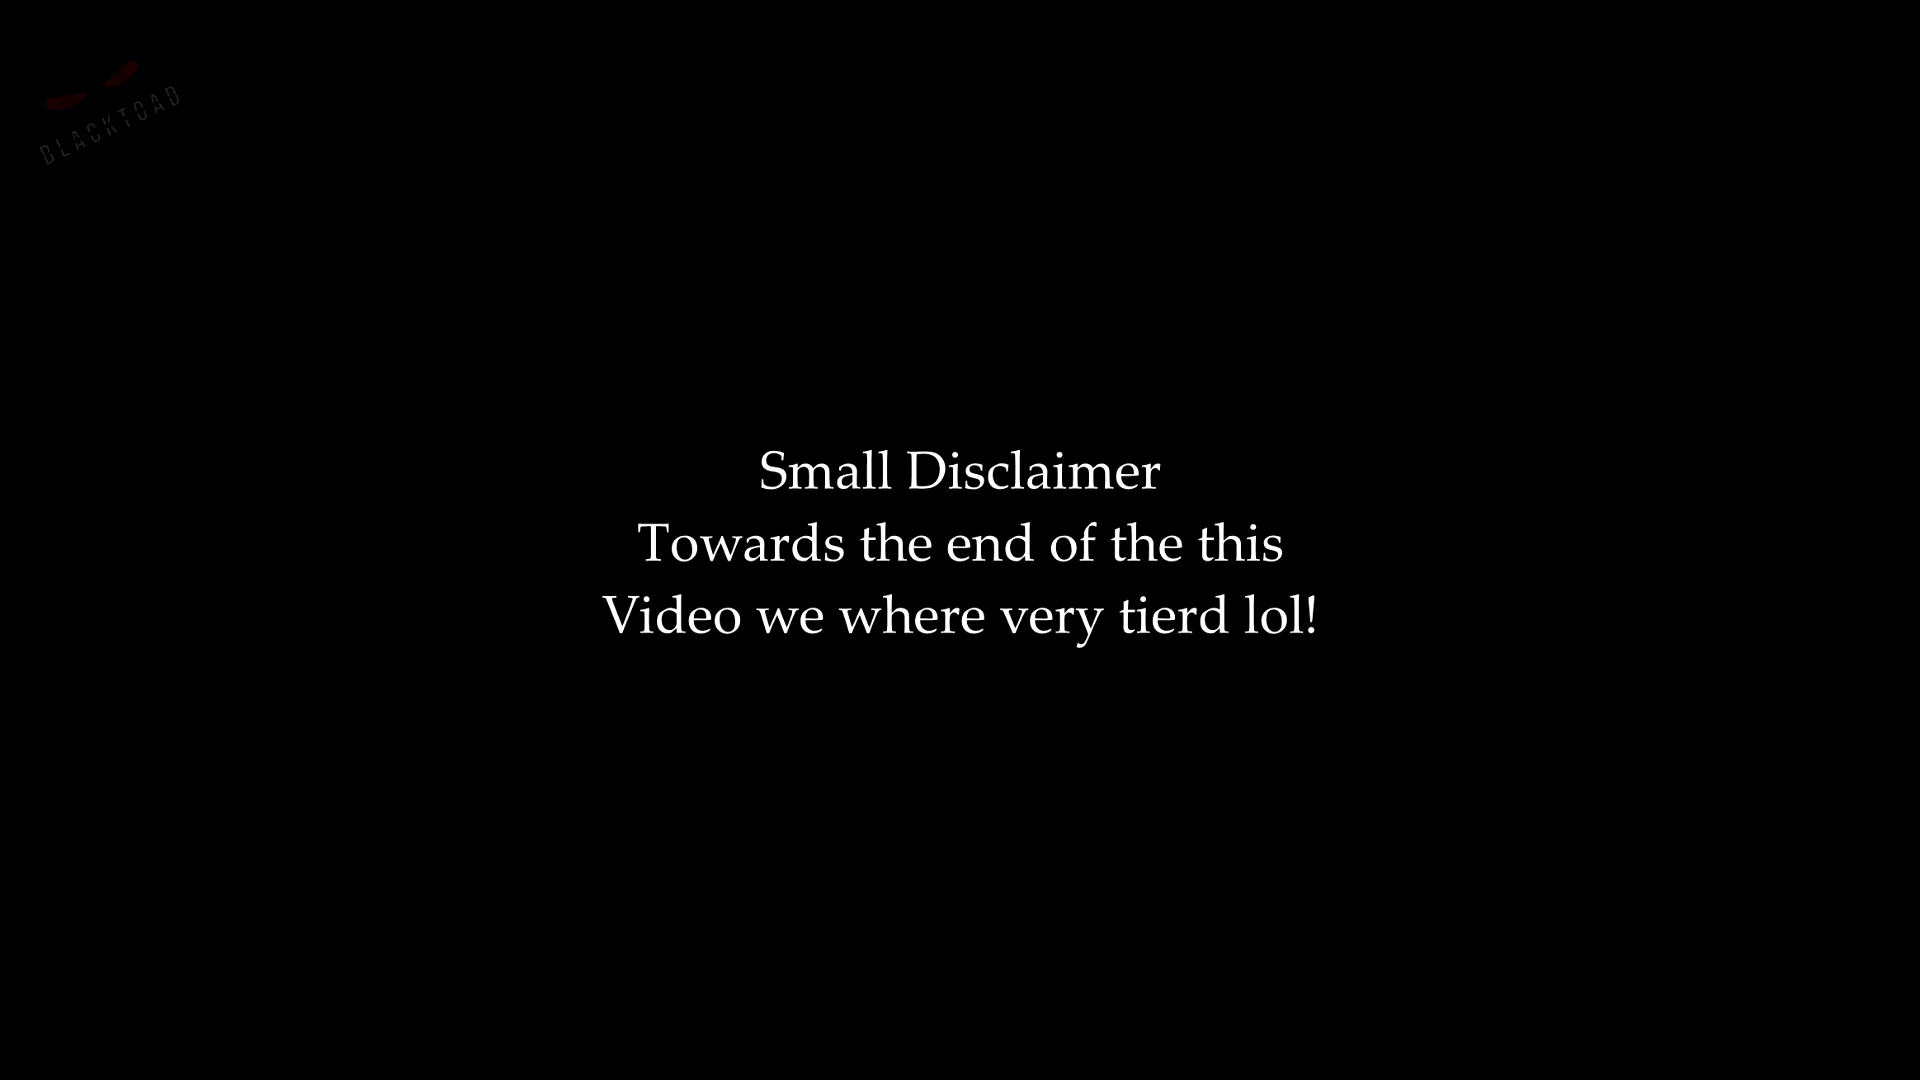 BLACKTOAD
Small Disclaimer
Towards the end of the this
Video we where very tierd lol!